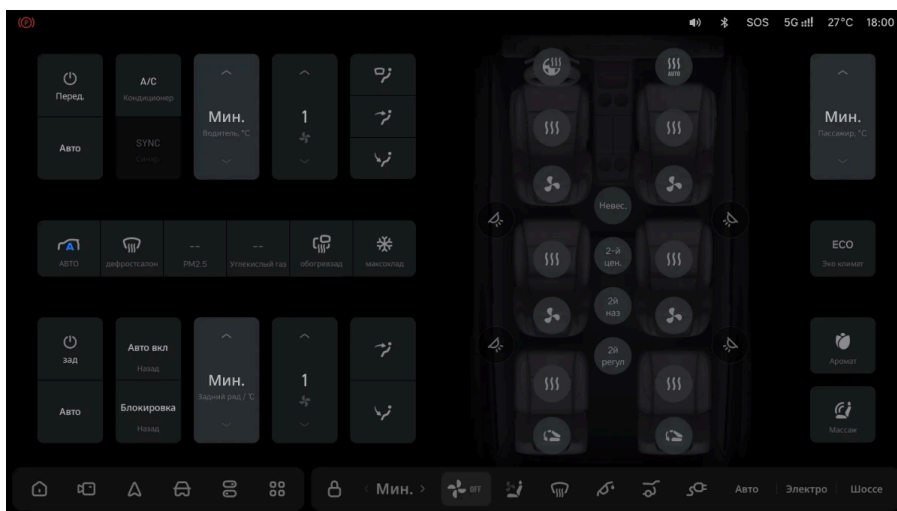 (P)
SOS 5G 27°C 18:00
Перед.
Авто
A/C
Кондиционер
SYNC
Мин.
Водитель, °C
1
AUTO
Мин.
Пассажир, °C
Невес.
2-й
цен.
2й
наз
2й
регул
A
АВТО
дефростсалон
--
PM2.5
--
Углекислый газ
обогревзад
максохлад
ECO
Эко климат
зад
Авто
Авто вкл
Назад
Блокировка
Назад
Мин.
Задний ряд / °C
1
Аромат
Массаж
Мин.
OFF
Авто
Электро
Шоссе